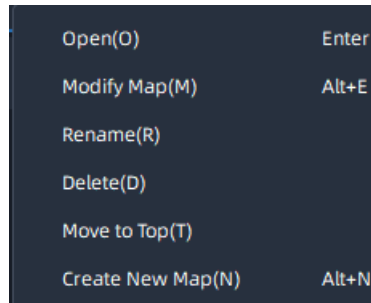 Open(O) Enter
Modify Map(M) Alt+E
Rename(R)
Delete(D)
Move to Top(T)
Create New Map(N) Alt+N